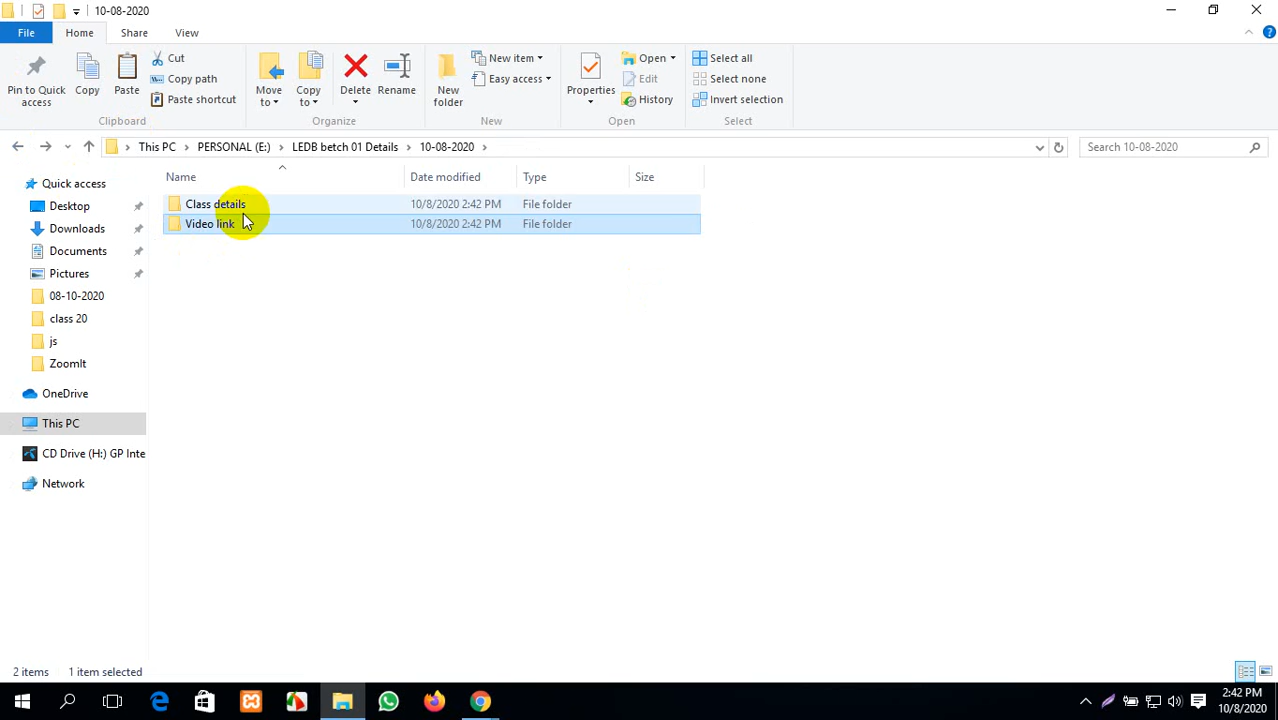 10-08-2020
File Home Share View
Pin to Quick access
Copy
Paste
Cut
Copy path
Paste shortcut
Clipboard
Move to
Copy to
Delete
Rename
Organize
New folder
New item
Easy access
New
Properties
Open
Edit
History
Open
Select all
Select none
Invert selection
Select
This PC PERSONAL (E:) LEDB betch 01 Details 10-08-2020
Search 10-08-2020
Name Date modified Type Size
Class details 10/8/2020 2:42 PM File folder
Video link 10/8/2020 2:42 PM File folder
Quick access
Desktop
Downloads
Documents
Pictures
08-10-2020
class 20
js
ZoomIt
OneDrive
This PC
CD Drive (H:) GP Inte
Network
2 items 1 item selected
2:42 PM
10/8/2020